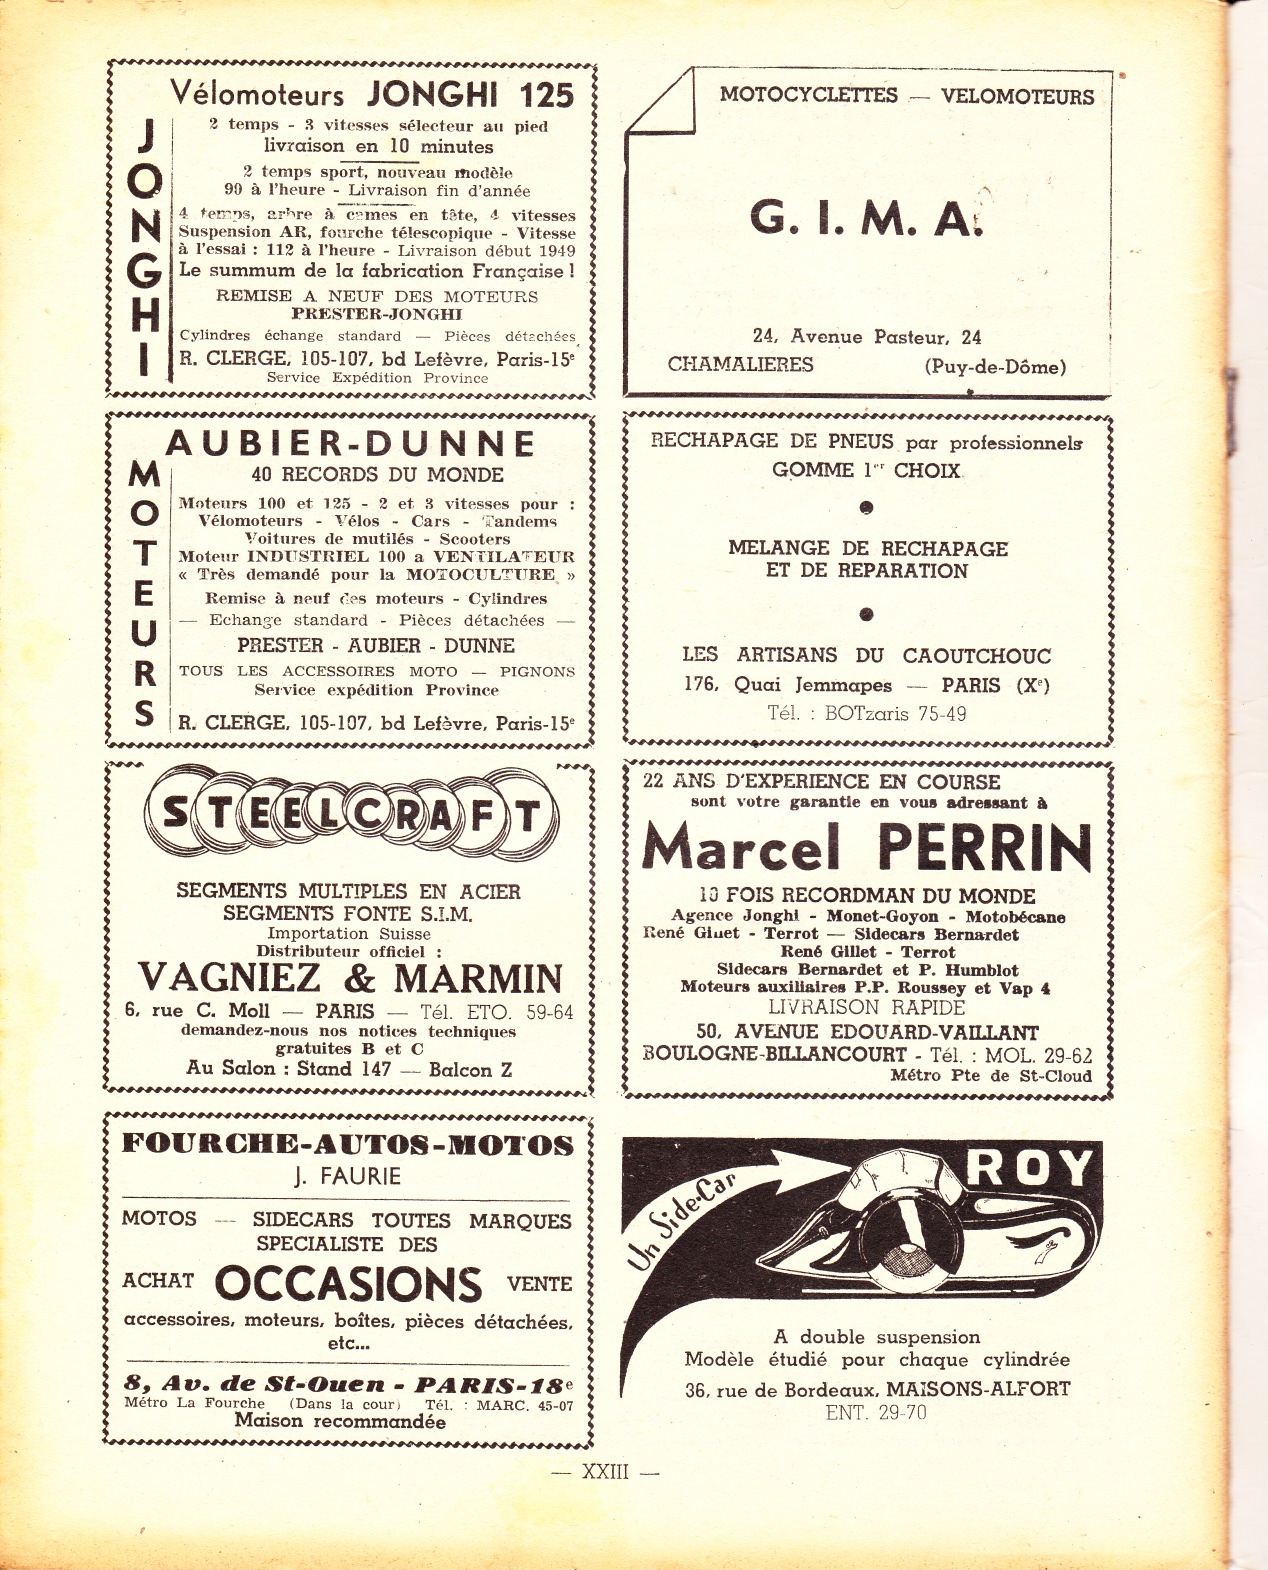 Vélomoteurs JONGHI 125
JONGHI
2 temps - 3 vitesses sélecteur au pied
livraison en 10 minutes
2 temps sport, nouveau modèle
90 à l'heure - Livraison fin d'année
4 temps, arbre à cames en tête, 4 vitesses
Suspension AR, fourche télescopique - Vitesse
à l'essai : 112 à l'heure - Livraison début 1949
Le summum de la fabrication Française !
REMISE A NEUF DES MOTEURS
PRESTER-JONGHI
Cylindres échange standard — Pièces détachées
R. CLERGE, 105-107, bd Lefèvre, Paris-15e
Service Expédition Province
MOTOCYCLETTES — VELOMOTEURS
G. I. M. A.
24, Avenue Pasteur, 24
CHAMALIERES (Puy-de-Dôme)
AUBIER-DUNNE
MOTEURS
40 RECORDS DU MONDE
Moteurs 100 et 125 - 2 et 3 vitesses pour :
Vélomoteurs - Vélos - Cars - Tandems
Voitures de mutilés - Scooters
Moteur INDUSTRIEL 100 a VENTILATEUR
« Très demandé pour la MOTOCULTURE »
Remise à neuf des moteurs - Cylindres
— Echange standard - Pièces détachées —
PRESTER - AUBIER - DUNNE
TOUS LES ACCESSOIRES MOTO — PIGNONS
Service expédition Province
R. CLERGE, 105-107, bd Lefèvre, Paris-15e
RECHAPAGE DE PNEUS par professionnels
GOMME 1er CHOIX
●
MELANGE DE RECHAPAGE
ET DE REPARATION
●
LES ARTISANS DU CAOUTCHOUC
176, Quai Jemmapes — PARIS (Xe)
Tél. : BOTzaris 75-49
STEELCRAFT
SEGMENTS MULTIPLES EN ACIER
SEGMENTS FONTE S.I.M.
Importation Suisse
Distributeur officiel :
VAGNIEZ & MARMIN
6, rue C. Moll — PARIS — Tél. ETO. 59-64
demandez-nous nos notices techniques
gratuites B et C
Au Salon : Stand 147 — Balcon Z
22 ANS D'EXPERIENCE EN COURSE
sont votre garantie en vous adressant à
Marcel PERRIN
10 FOIS RECORDMAN DU MONDE
Agence Jonghi - Monet-Goyon - Motobécane
René Gillet - Terrot — Sidecars Bernardet
René Gillet - Terrot
Sidecars Bernardet et P. Humblot
Moteurs auxiliaires P.P. Roussey et Vap 4
LIVRAISON RAPIDE
50, AVENUE EDOUARD-VAILLANT
BOULOGNE-BILLANCOURT - Tél. : MOL. 29-62
Métro Pte de St-Cloud
FOURCHE-AUTOS-MOTOS
J. FAURIE
MOTOS — SIDECARS TOUTES MARQUES
SPECIALISTE DES
ACHAT OCCASIONS VENTE
accessoires, moteurs, boîtes, pièces détachées,
etc...
8, Av. de St-Ouen - PARIS-18e
Métro La Fourche (Dans la cour) Tél. : MARC. 45-07
Maison recommandée
Un Side-Car
ROY
A double suspension
Modèle étudié pour chaque cylindrée
36, rue de Bordeaux, MAISONS-ALFORT
ENT. 29-70
— XXIII —